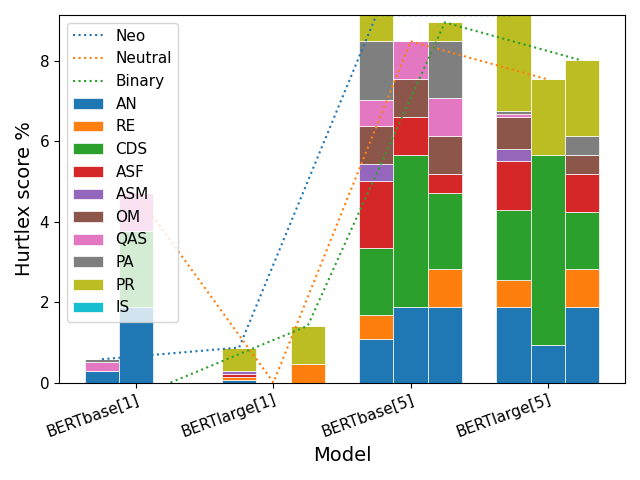 Neo
Neutral
Binary
AN
RE
CDS
ASF
ASM
OM
QAS
PA
PR
IS
Hurtlex score %
8
6
4
2
0
BERTbase[1]
BERTlarge[1]
BERTbase[5]
BERTlarge[5]
Model